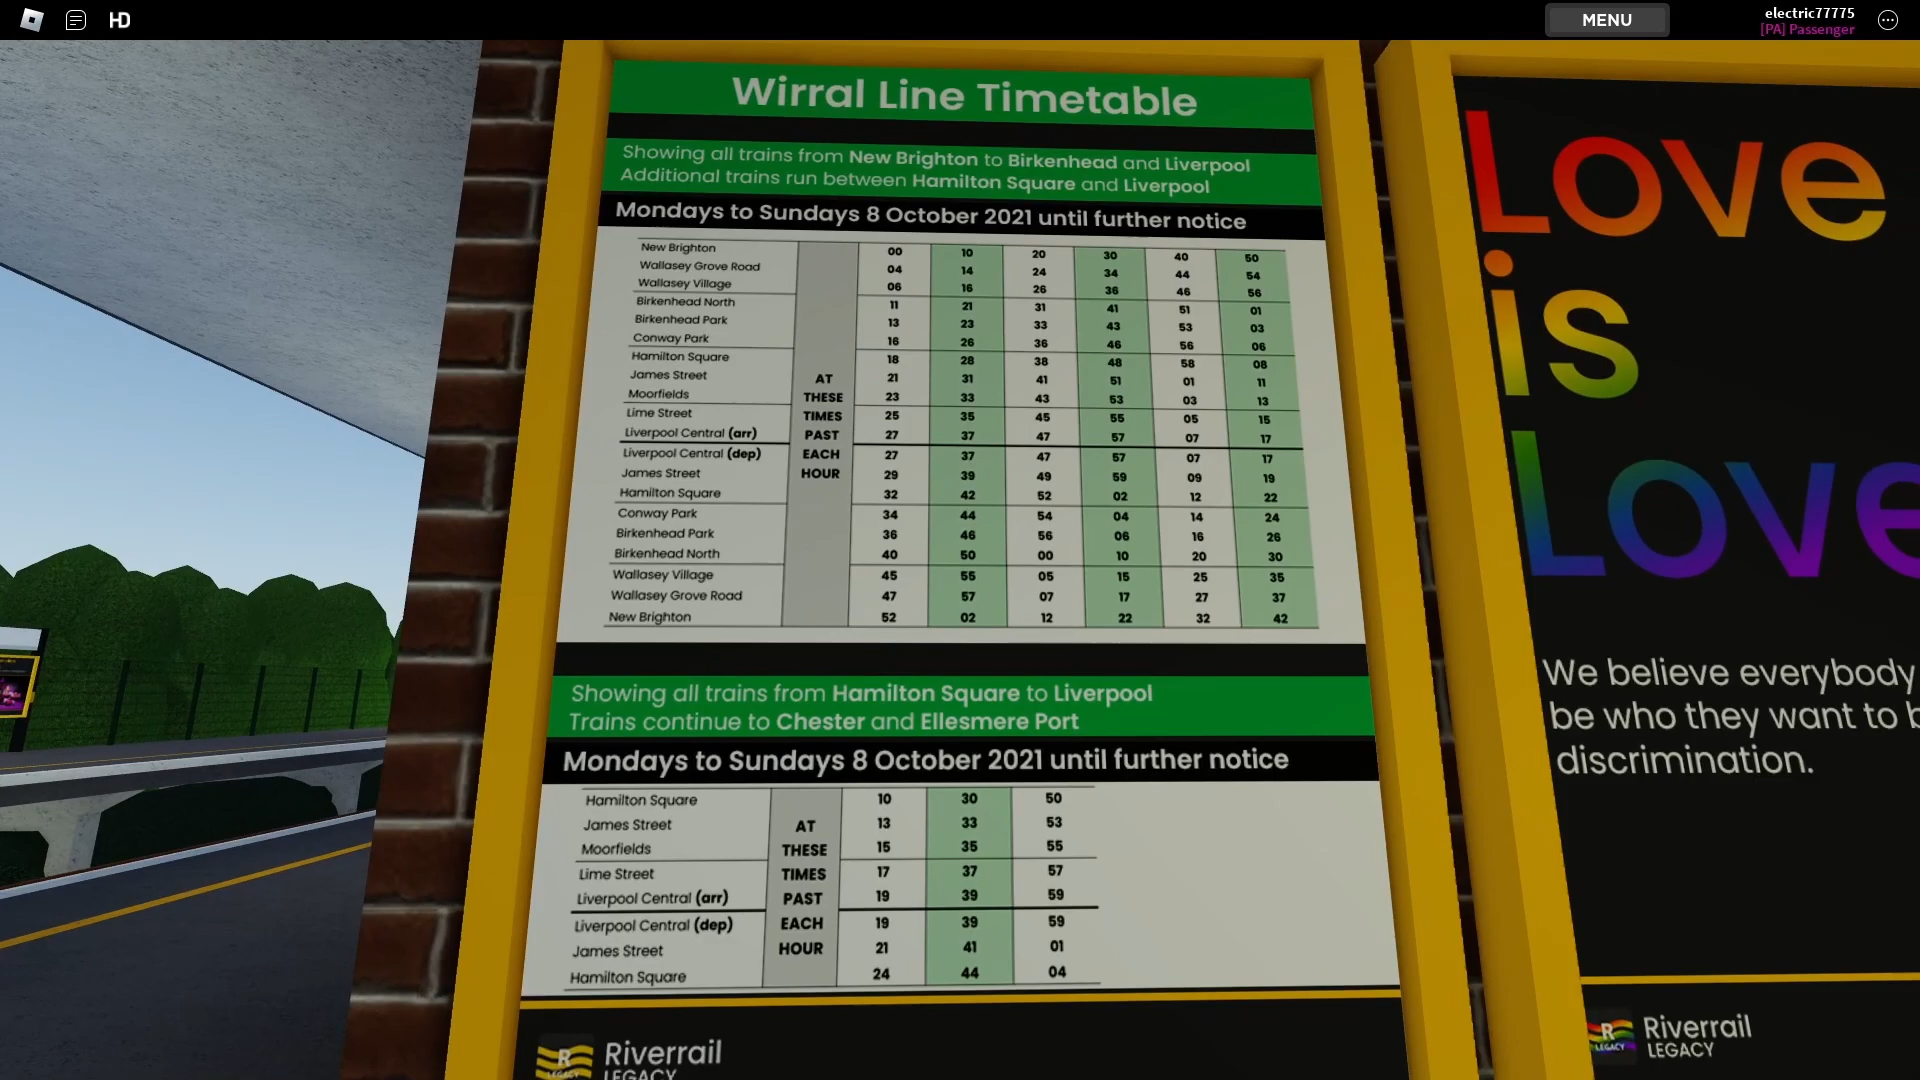 HD
MENU
electric77775
[PA] Passenger
Wirral Line Timetable
Showing all trains from New Brighton to Birkenhead and Liverpool
Additional trains run between Hamilton Square and Liverpool
Mondays to Sundays 8 October 2021 until further notice
New Brighton 00 10 20 30 40 50
Wallasey Grove Road 04 14 24 34 44 54
Wallasey Village 06 16 26 36 46 56
Birkenhead North 11 21 31 41 51 01
Birkenhead Park 13 23 33 43 53 03
Conway Park 16 26 36 46 56 06
Hamilton Square 18 28 38 48 58 08
James Street AT 21 31 41 51 01 11
Moorfields THESE 23 33 43 53 03 13
Lime Street TIMES 25 35 45 55 05 15
Liverpool Central (arr) PAST 27 37 47 57 07 17
Liverpool Central (dep) EACH 27 37 47 57 07 17
James Street HOUR 29 39 49 59 09 19
Hamilton Square 32 42 52 02 12 22
Conway Park 34 44 54 04 14 24
Birkenhead Park 36 46 56 06 16 26
Birkenhead North 40 50 00 10 20 30
Wallasey Village 45 55 05 15 25 35
Wallasey Grove Road 47 57 07 17 27 37
New Brighton 52 02 12 22 32 42
Showing all trains from Hamilton Square to Liverpool
Trains continue to Chester and Ellesmere Port
Mondays to Sundays 8 October 2021 until further notice
Hamilton Square 10 30 50
James Street AT 13 33 53
Moorfields THESE 15 35 55
Lime Street TIMES 17 37 57
Liverpool Central (arr) PAST 19 39 59
Liverpool Central (dep) EACH 19 39 59
James Street HOUR 21 41 01
Hamilton Square 24 44 04
R
LEGACY
Riverrail
LEGACY
Love
is
Love
We believe everybody
be who they want to b
discrimination.
R
LEGACY
Riverrail
LEGACY